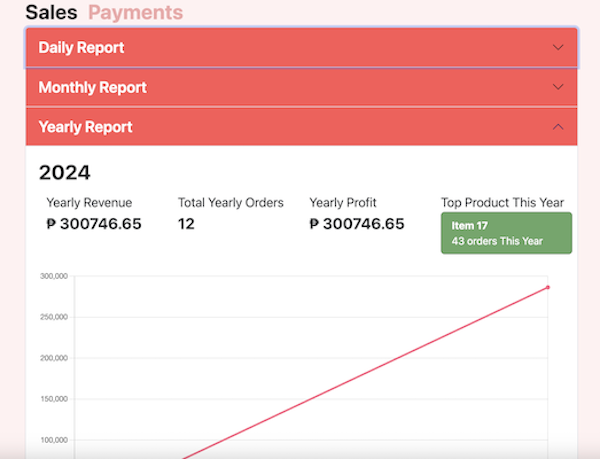 Sales Payments
Daily Report
Monthly Report
Yearly Report
2024
Yearly Revenue Total Yearly Orders Yearly Profit Top Product This Year
₱ 300746.65 12 ₱ 300746.65 Item 17
43 orders This Year
300,000
250,000
200,000
150,000
100,000